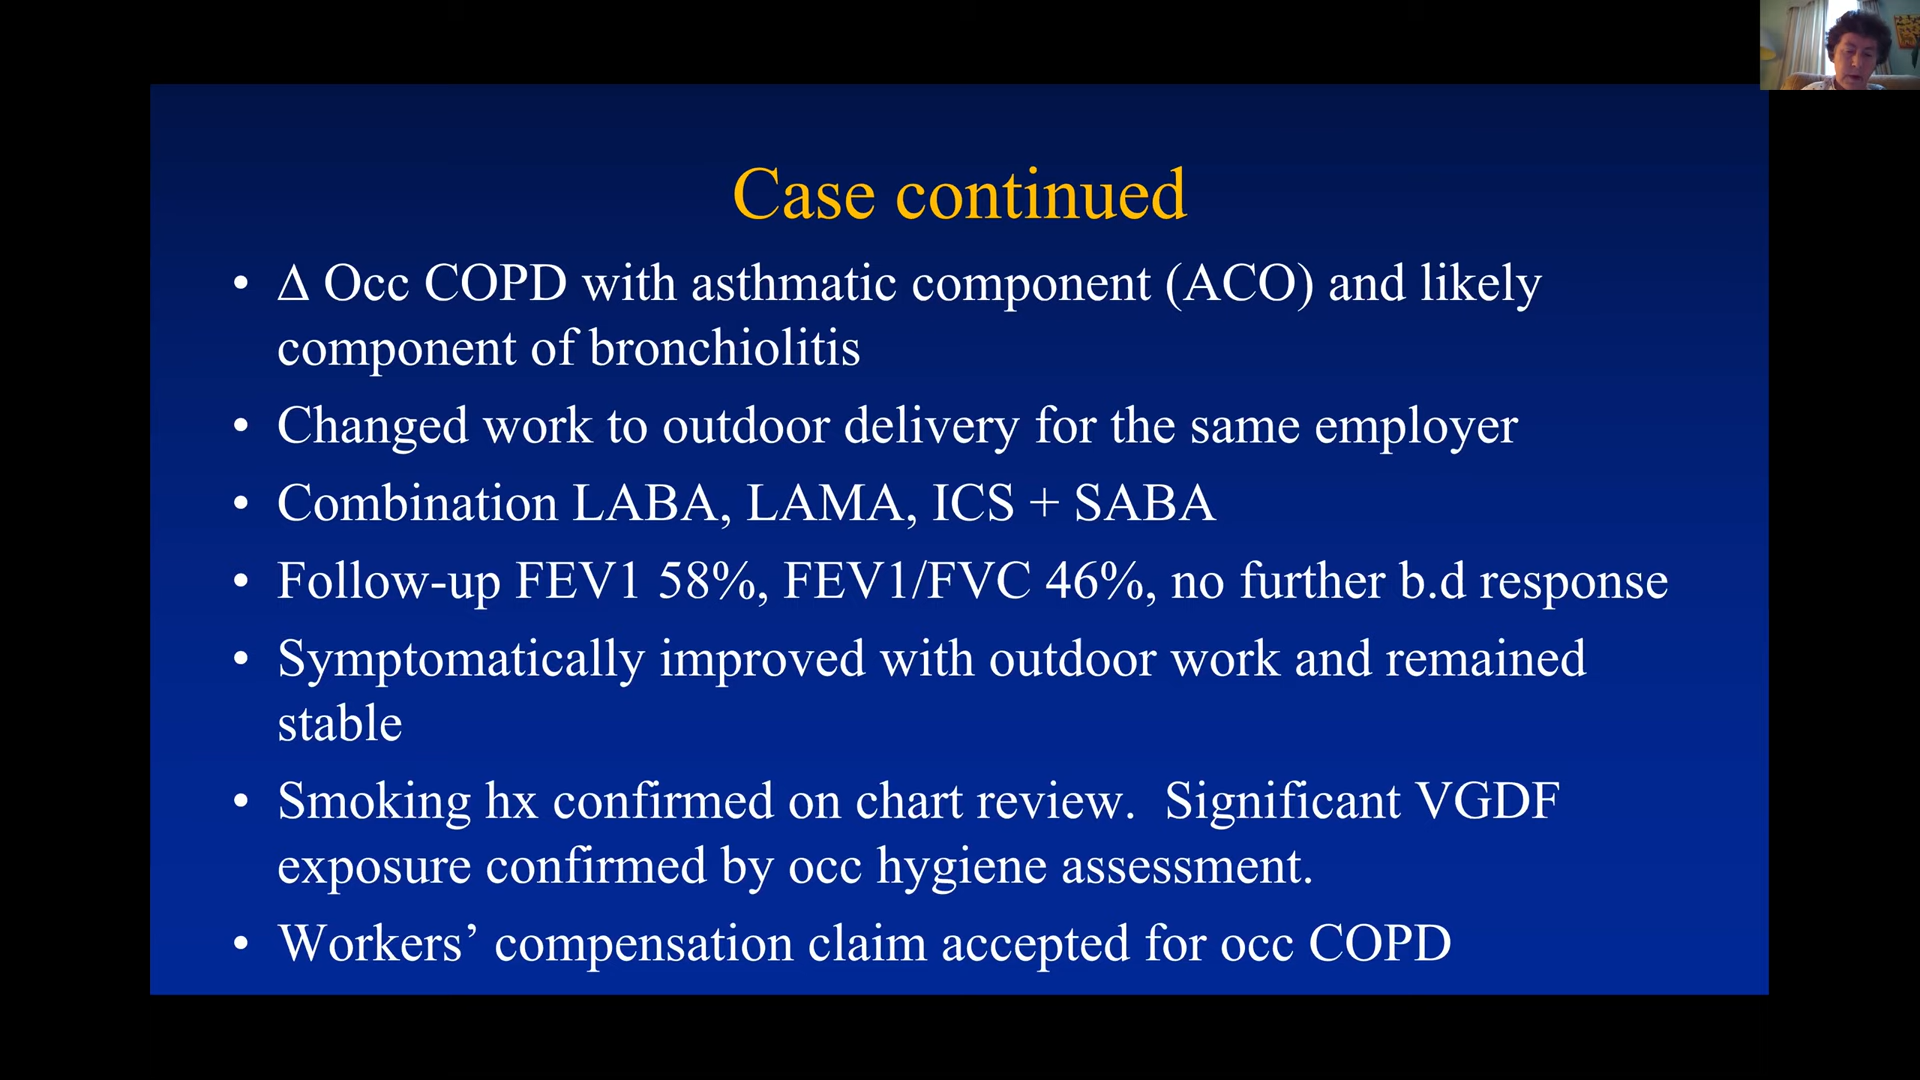 Case continued
• Δ Occ COPD with asthmatic component (ACO) and likely
component of bronchiolitis
• Changed work to outdoor delivery for the same employer
• Combination LABA, LAMA, ICS + SABA
• Follow-up FEV1 58%, FEV1/FVC 46%, no further b.d response
• Symptomatically improved with outdoor work and remained
stable
• Smoking hx confirmed on chart review.  Significant VGDF
exposure confirmed by occ hygiene assessment.
• Workers’ compensation claim accepted for occ COPD